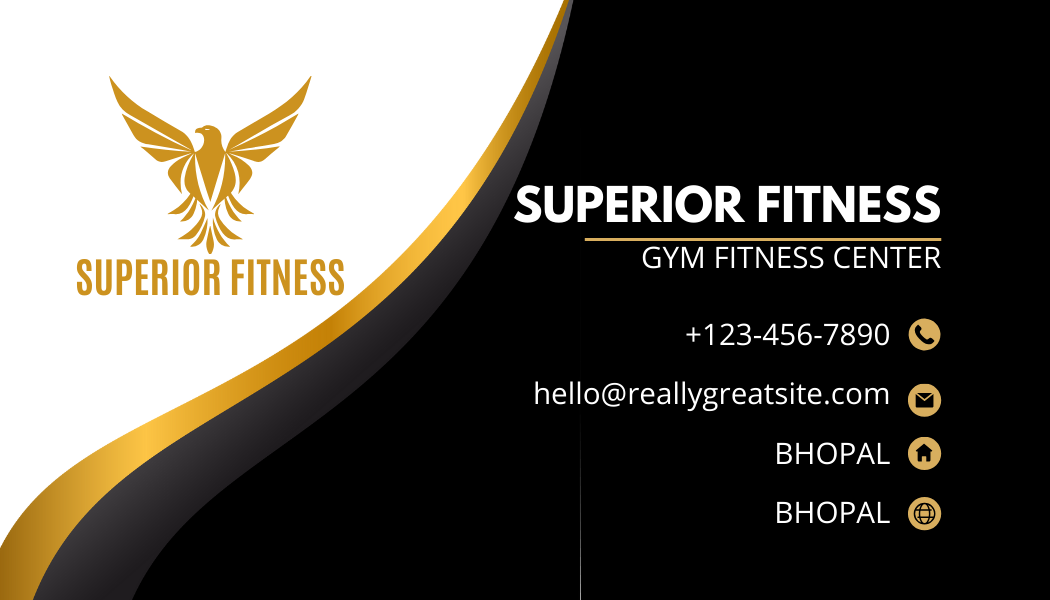 SUPERIOR FITNESS
SUPERIOR FITNESS
GYM FITNESS CENTER
+123-456-7890
hello@reallygreatsite.com
BHOPAL
BHOPAL